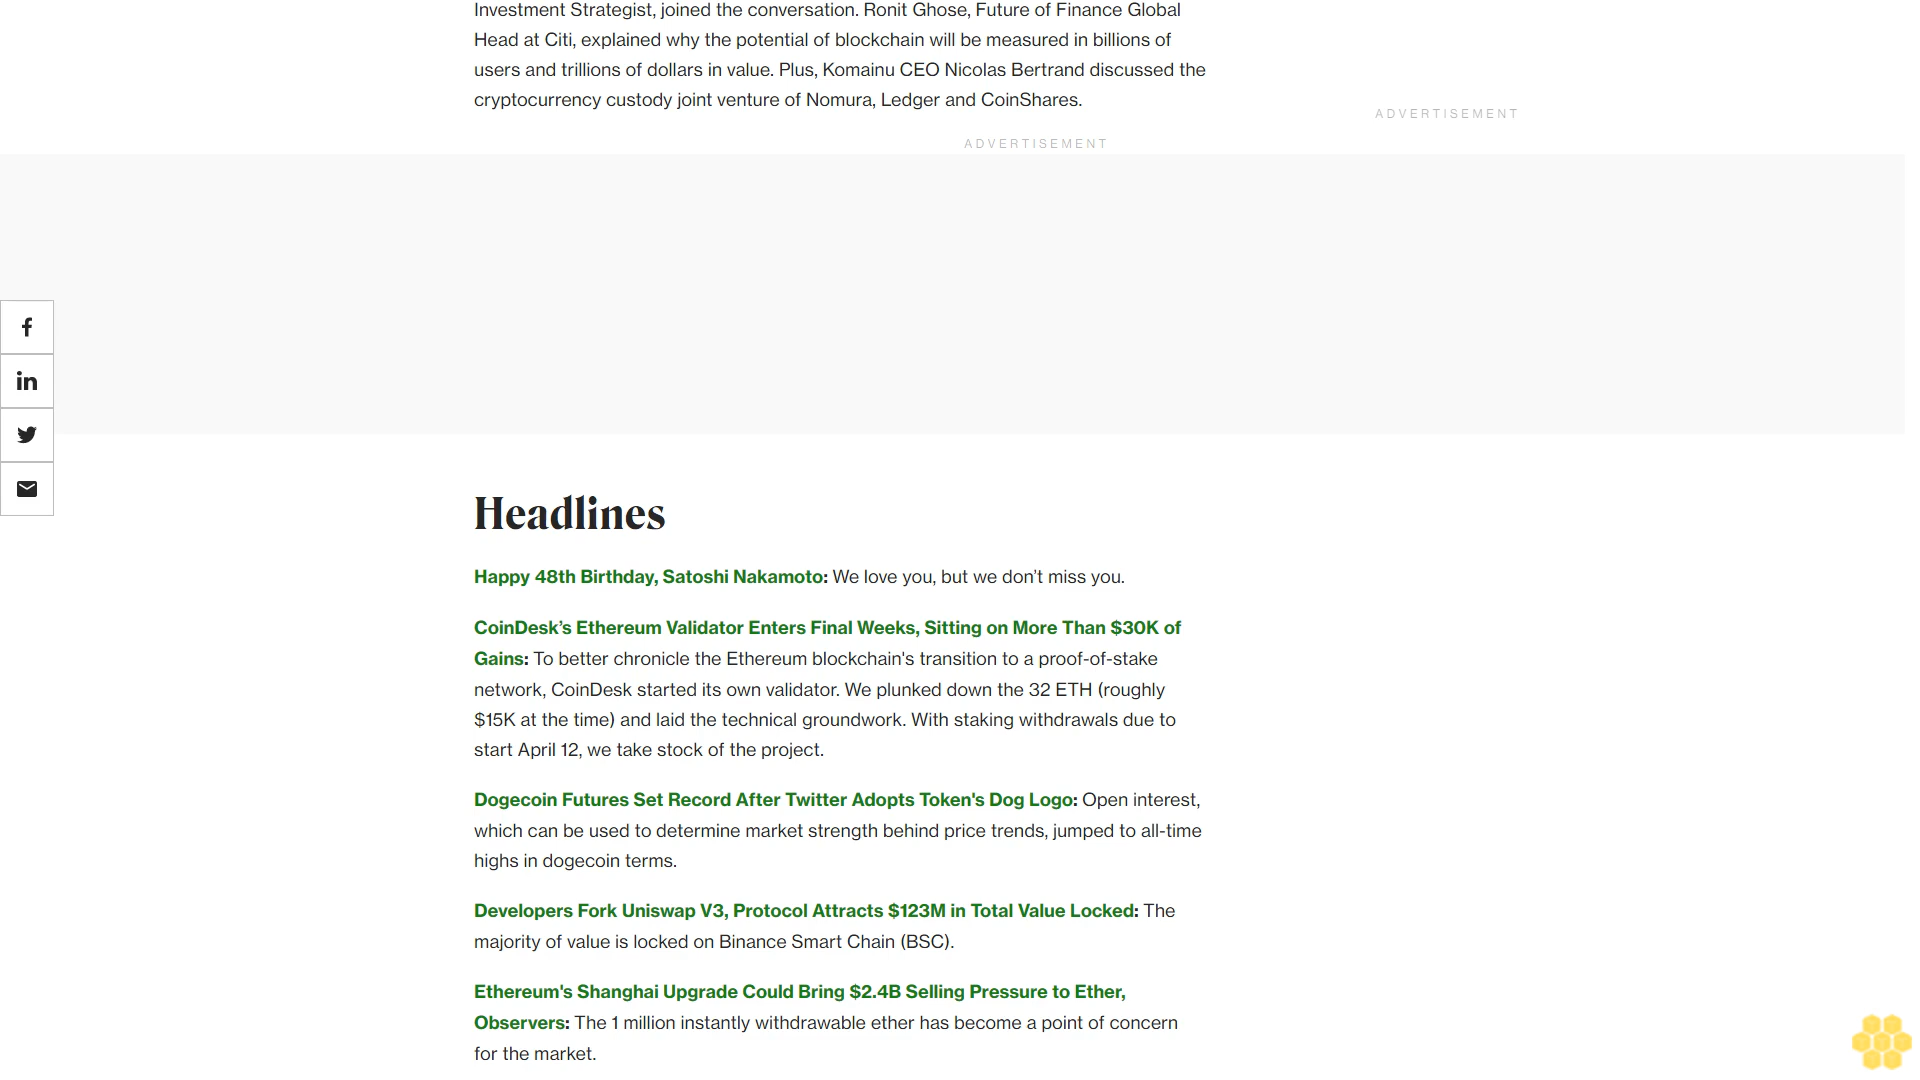 Investment Strategist, joined the conversation. Ronit Ghose, Future of Finance Global
Head at Citi, explained why the potential of blockchain will be measured in billions of
users and trillions of dollars in value. Plus, Komainu CEO Nicolas Bertrand discussed the
cryptocurrency custody joint venture of Nomura, Ledger and CoinShares.
ADVERTISEMENT
ADVERTISEMENT
Headlines
Happy 48th Birthday, Satoshi Nakamoto: We love you, but we don’t miss you.
CoinDesk’s Ethereum Validator Enters Final Weeks, Sitting on More Than $30K of
Gains: To better chronicle the Ethereum blockchain's transition to a proof-of-stake
network, CoinDesk started its own validator. We plunked down the 32 ETH (roughly
$15K at the time) and laid the technical groundwork. With staking withdrawals due to
start April 12, we take stock of the project.
Dogecoin Futures Set Record After Twitter Adopts Token's Dog Logo: Open interest,
which can be used to determine market strength behind price trends, jumped to all-time
highs in dogecoin terms.
Developers Fork Uniswap V3, Protocol Attracts $123M in Total Value Locked: The
majority of value is locked on Binance Smart Chain (BSC).
Ethereum's Shanghai Upgrade Could Bring $2.4B Selling Pressure to Ether,
Observers: The 1 million instantly withdrawable ether has become a point of concern
for the market.